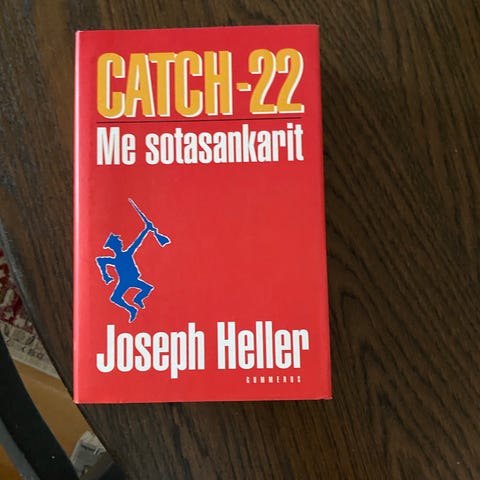 CATCH-22
Me sotasankarit
Joseph Heller
GUMMERUS